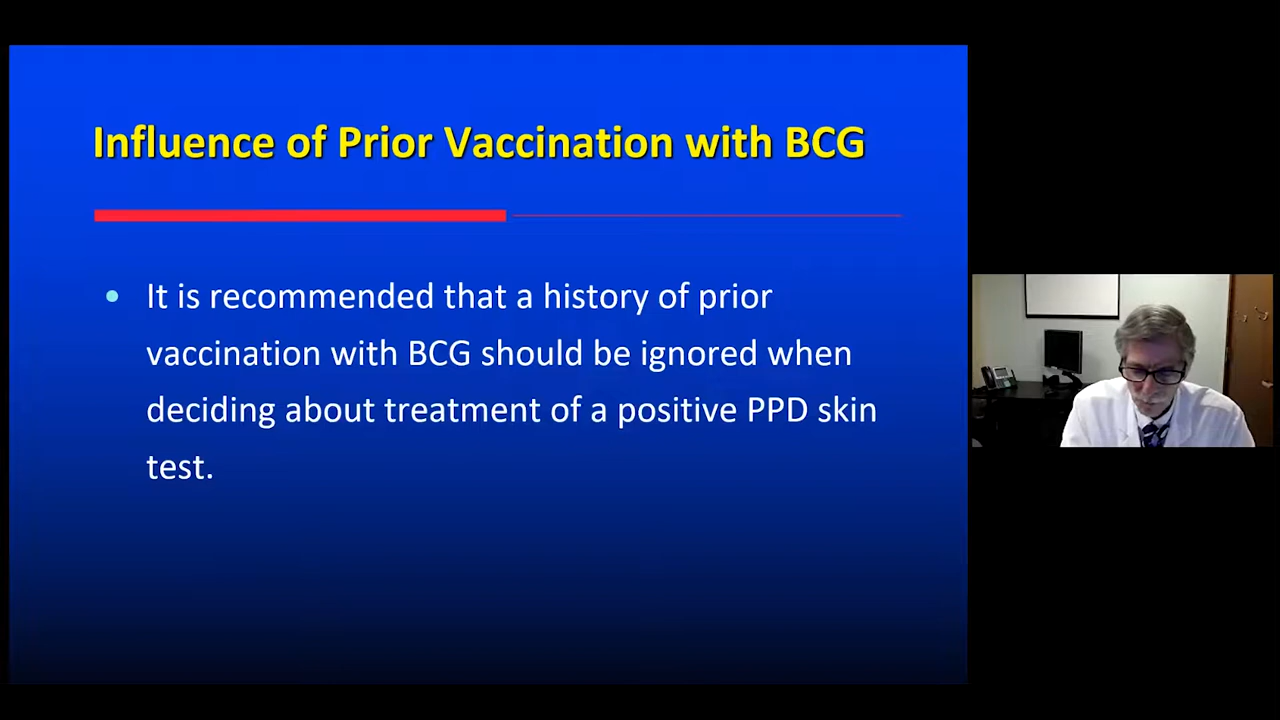 Influence of Prior Vaccination with BCG
• It is recommended that a history of prior
vaccination with BCG should be ignored when
deciding about treatment of a positive PPD skin
test.